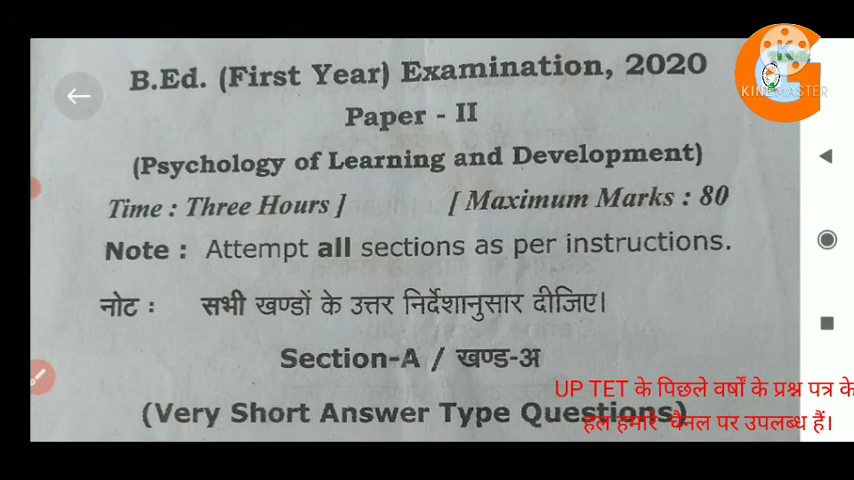 B.Ed. (First Year) Examination, 2020
Paper - II
(Psychology of Learning and Development)
Time : Three Hours ] [ Maximum Marks : 80
Note : Attempt all sections as per instructions.
नोट : सभी खण्डों के उत्तर निर्देशानुसार दीजिए।
Section-A / खण्ड-अ
(Very Short Answer Type Questions)
UP TET के पिछले वर्षों के प्रश्न पत्र के
हल हमारे चैनल पर उपलब्ध हैं।
KINEMASTER